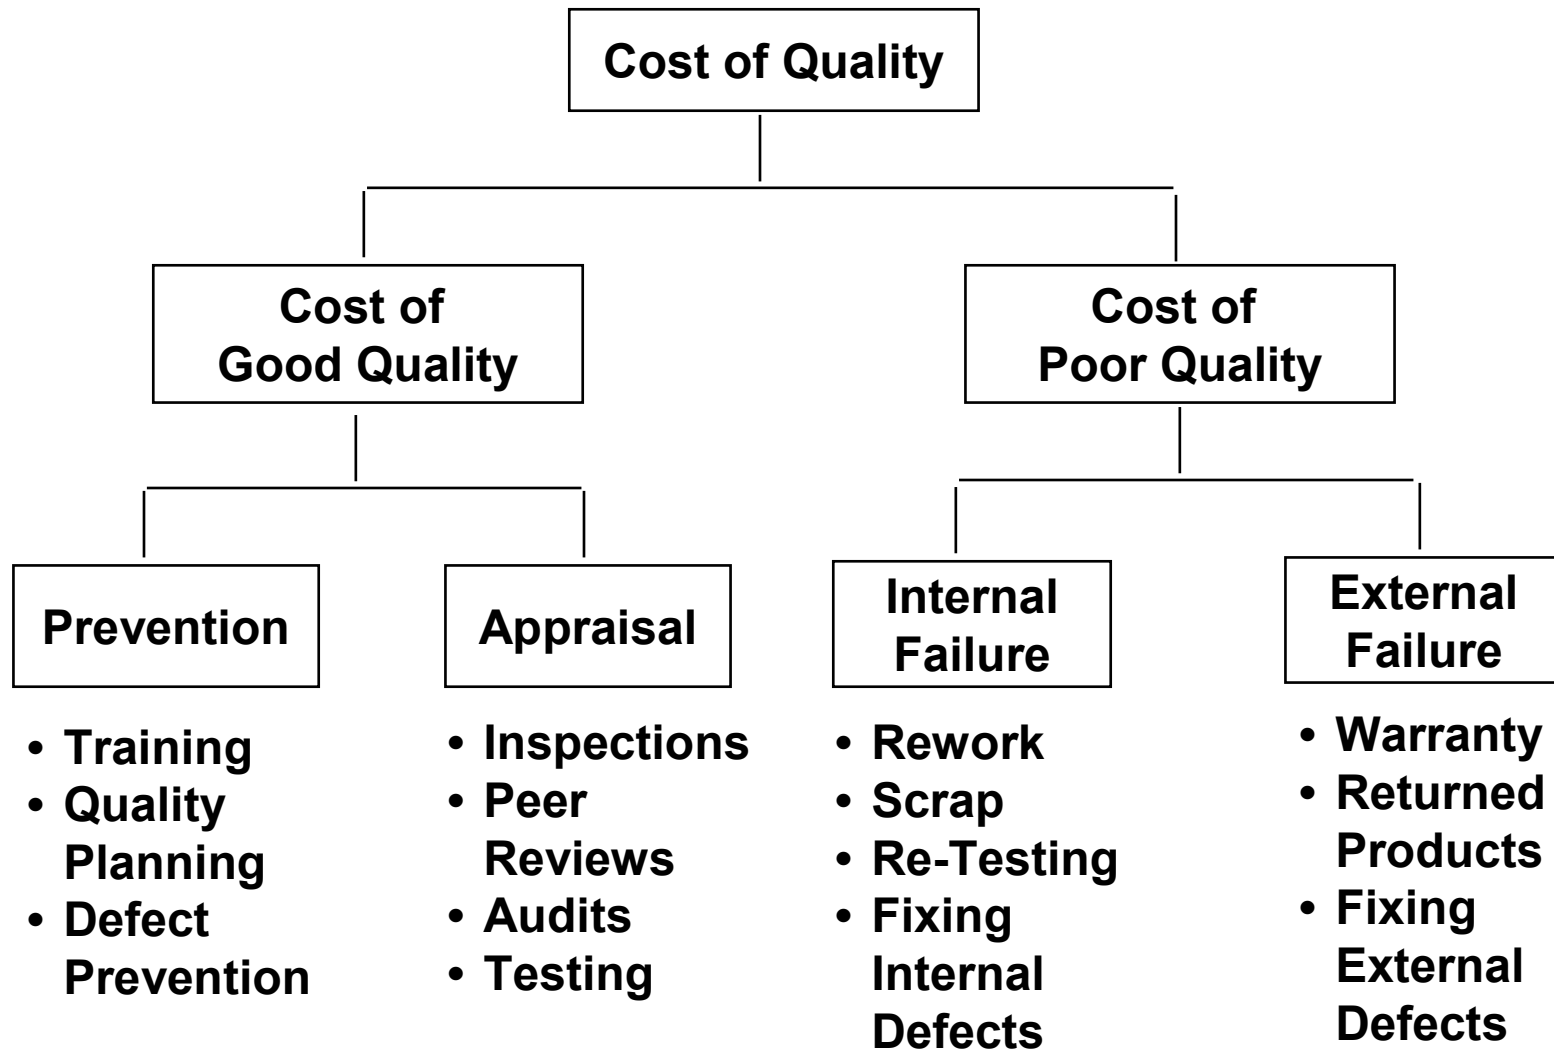 Cost of Quality
Cost of
Good Quality
Cost of
Poor Quality
Prevention
Appraisal
Internal
Failure
External
Failure
• Training
• Quality
Planning
• Defect
Prevention
• Inspections
• Peer
Reviews
• Audits
• Testing
• Rework
• Scrap
• Re-Testing
• Fixing
Internal
Defects
• Warranty
• Returned
Products
• Fixing
External
Defects